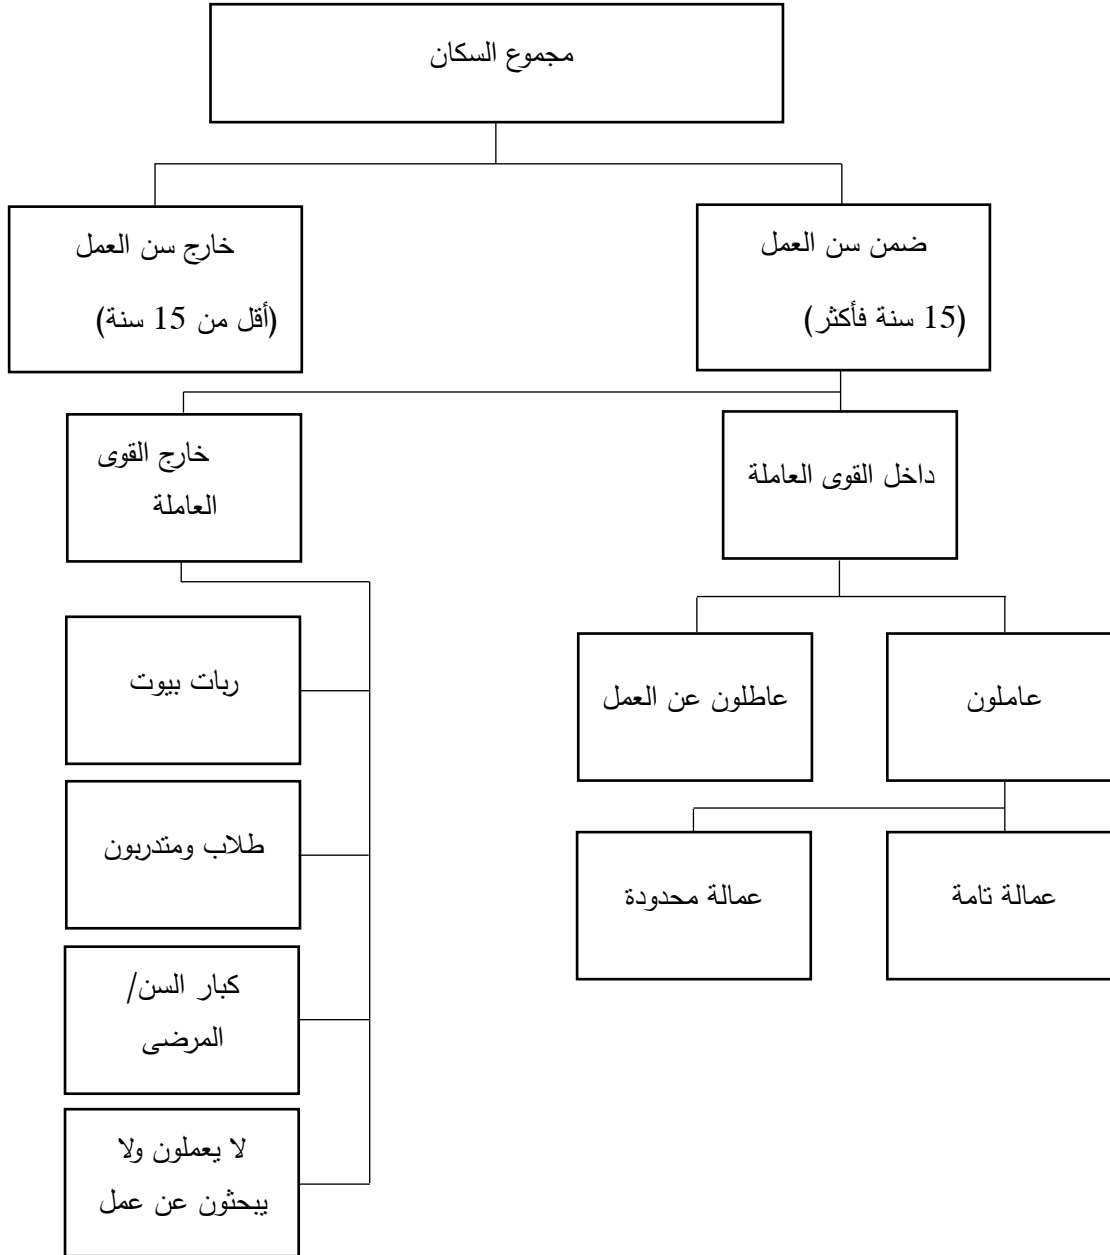 مجموع السكان
ضمن سن العمل
(15 سنة فأكثر)
خارج سن العمل
(أقل من 15 سنة)
داخل القوى العاملة
خارج القوى
العاملة
عاملون
عاطلون عن العمل
عمالة تامة
عمالة محدودة
ربات بيوت
طلاب ومتدربون
كبار السن/
المرضى
لا يعملون ولا
يبحثون عن عمل